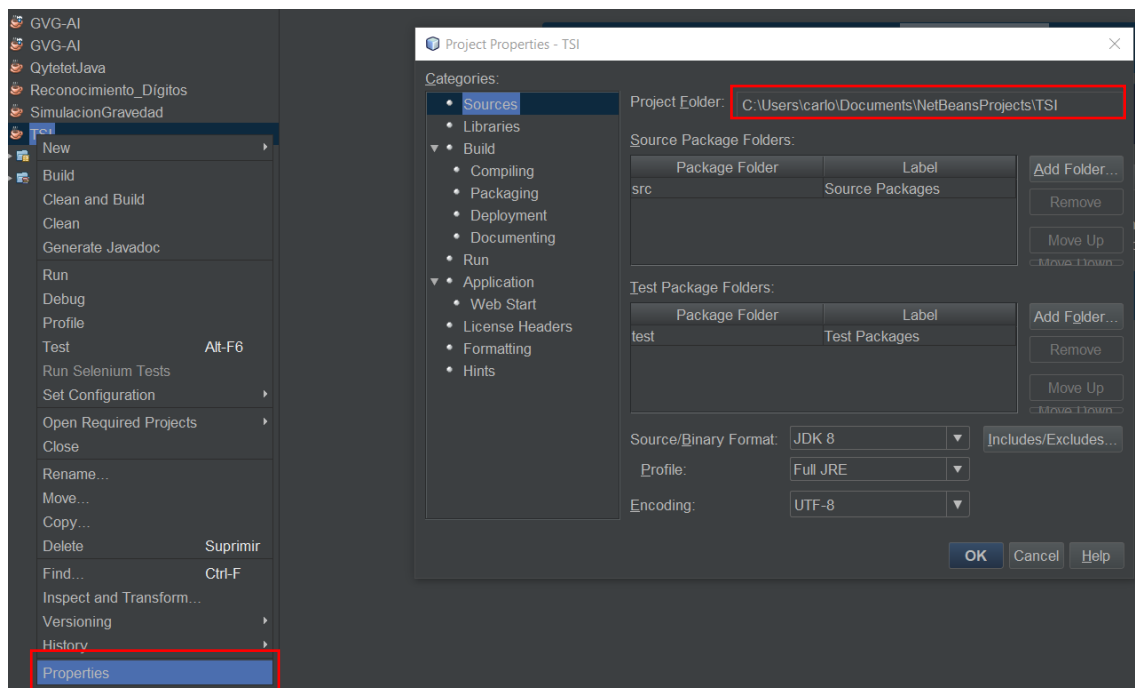 GVG-AI
GVG-AI
QytetetJava
Reconocimiento_Dígitos
SimulacionGravedad
TSI
New
Build
Clean and Build
Clean
Generate Javadoc
Run
Debug
Profile
Test Alt-F6
Run Selenium Tests
Set Configuration
Open Required Projects
Close
Rename...
Move...
Copy...
Delete Suprimir
Find... Ctrl-F
Inspect and Transform...
Versioning
History
Properties
Project Properties - TSI
Categories:
Sources
Libraries
Build
Compiling
Packaging
Deployment
Documenting
Run
Application
Web Start
License Headers
Formatting
Hints
Project Folder: C:\Users\carlo\Documents\NetBeansProjects\TSI
Source Package Folders:
Package Folder Label
src Source Packages
Add Folder...
Remove
Move Up
Move Down
Test Package Folders:
Package Folder Label
test Test Packages
Add Folder...
Remove
Move Up
Move Down
Source/Binary Format: JDK 8 Includes/Excludes...
Profile: Full JRE
Encoding: UTF-8
OK Cancel Help